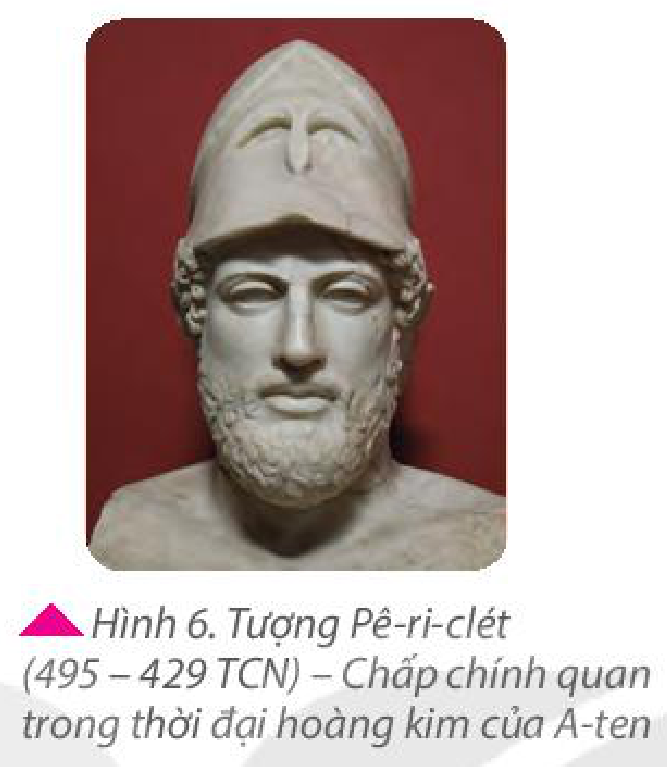 Hình 6. Tượng Pê-ri-clét
(495 – 429 TCN) – Chấp chính quan
trong thời đại hoàng kim của A-ten